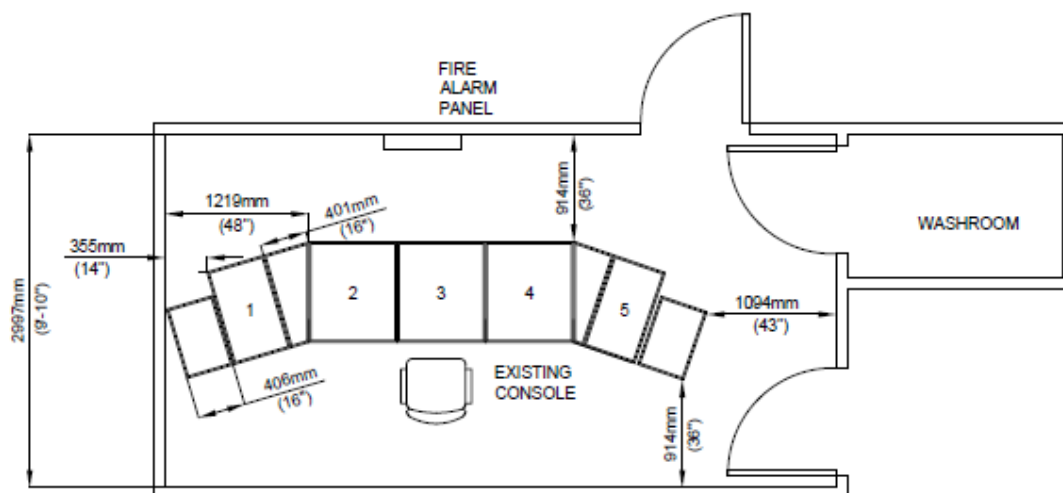 FIRE
ALARM
PANEL
1219mm
(48")
401mm
(16")
914mm
(36")
WASHROOM
355mm
(14")
2997mm
(9'-10")
1
2
3
4
5
1094mm
(43")
406mm
(16")
EXISTING
CONSOLE
914mm
(36")